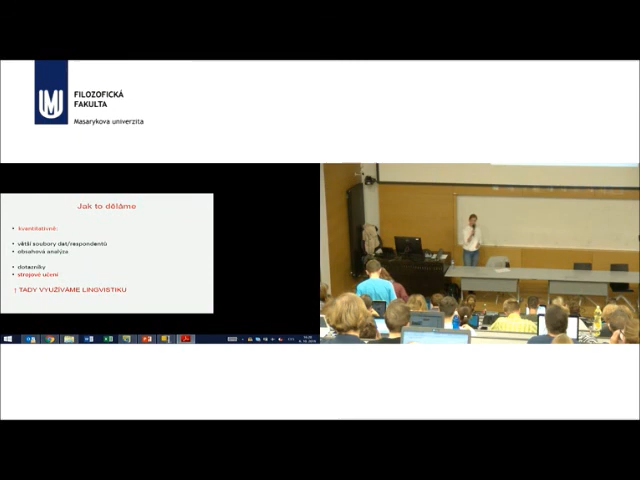 FILOZOFICKÁ
FAKULTA
Masarykova univerzita
Jak to děláme
• kvantitativně:
• větší soubory dat/respondentů
• obsahová analýza
• dotazníky
• strojové učení
! TADY VYUŽÍVÁME LINGVISTIKU